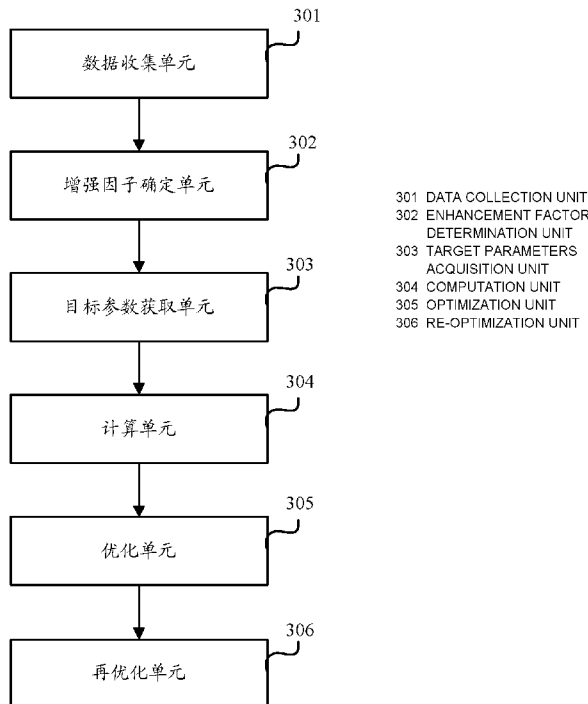 301
数据收集单元
302
增强因子确定单元
303
目标参数获取单元
304
计算单元
305
优化单元
306
再优化单元
301 DATA COLLECTION UNIT
302 ENHANCEMENT FACTOR
DETERMINATION UNIT
303 TARGET PARAMETERS
ACQUISITION UNIT
304 COMPUTATION UNIT
305 OPTIMIZATION UNIT
306 RE-OPTIMIZATION UNIT